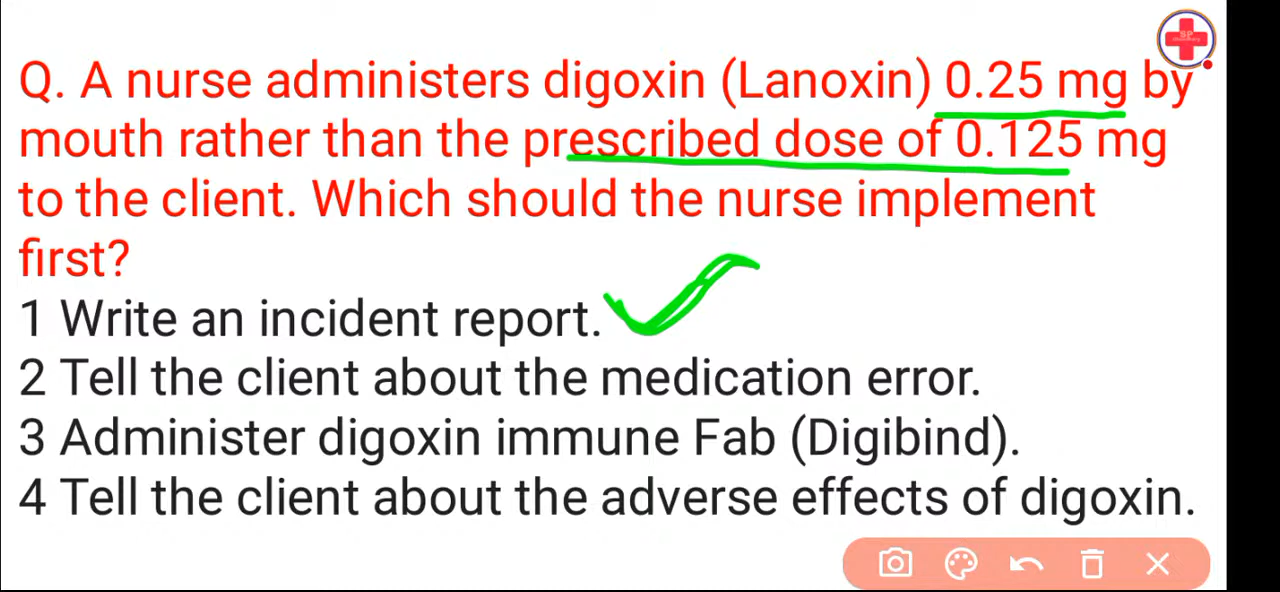 SP
Q. A nurse administers digoxin (Lanoxin) 0.25 mg by
mouth rather than the prescribed dose of 0.125 mg
to the client. Which should the nurse implement
first?
1 Write an incident report.
2 Tell the client about the medication error.
3 Administer digoxin immune Fab (Digibind).
4 Tell the client about the adverse effects of digoxin.